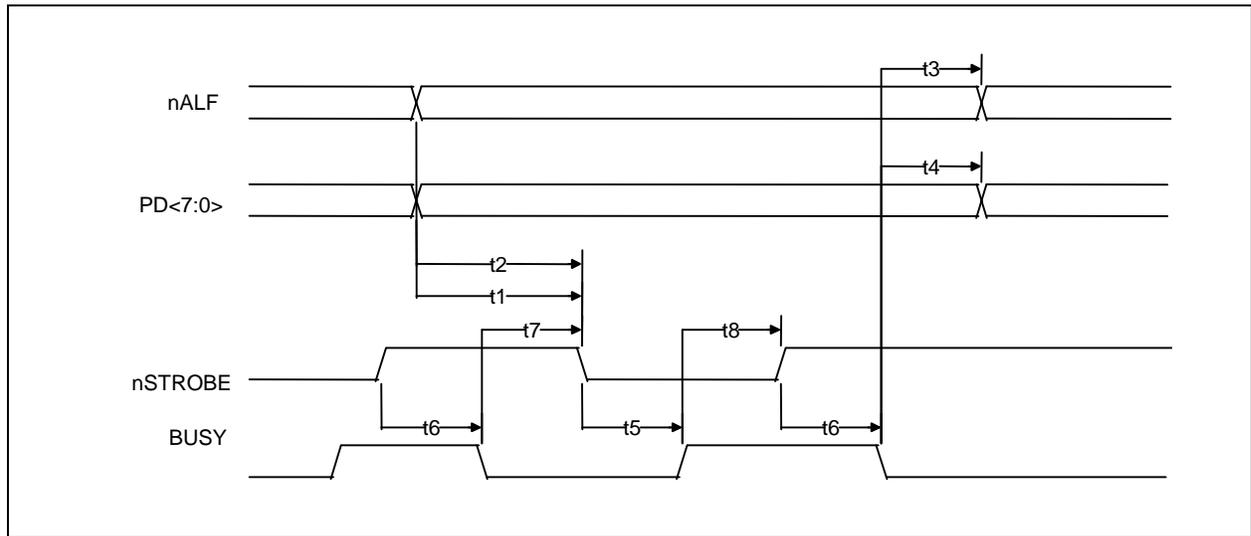 t3
nALF
t4
PD<7:0>
t2
t1
t7 t8
nSTROBE
t6 t5 t6
BUSY